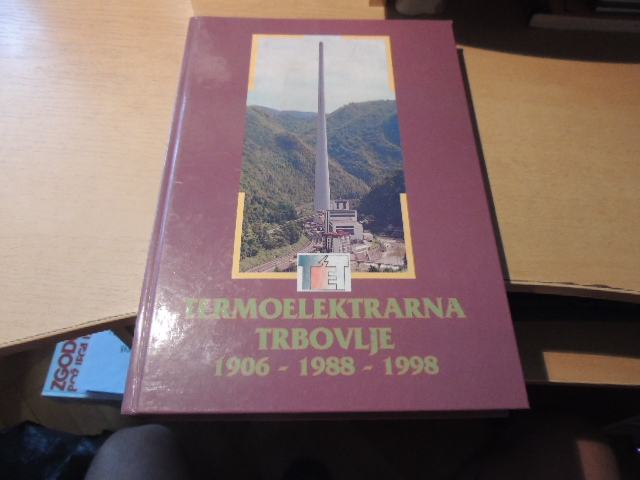 TET
TERMOELEKTRARNA
TRBOVLJE
1906 - 1988 - 1998
ZGOD